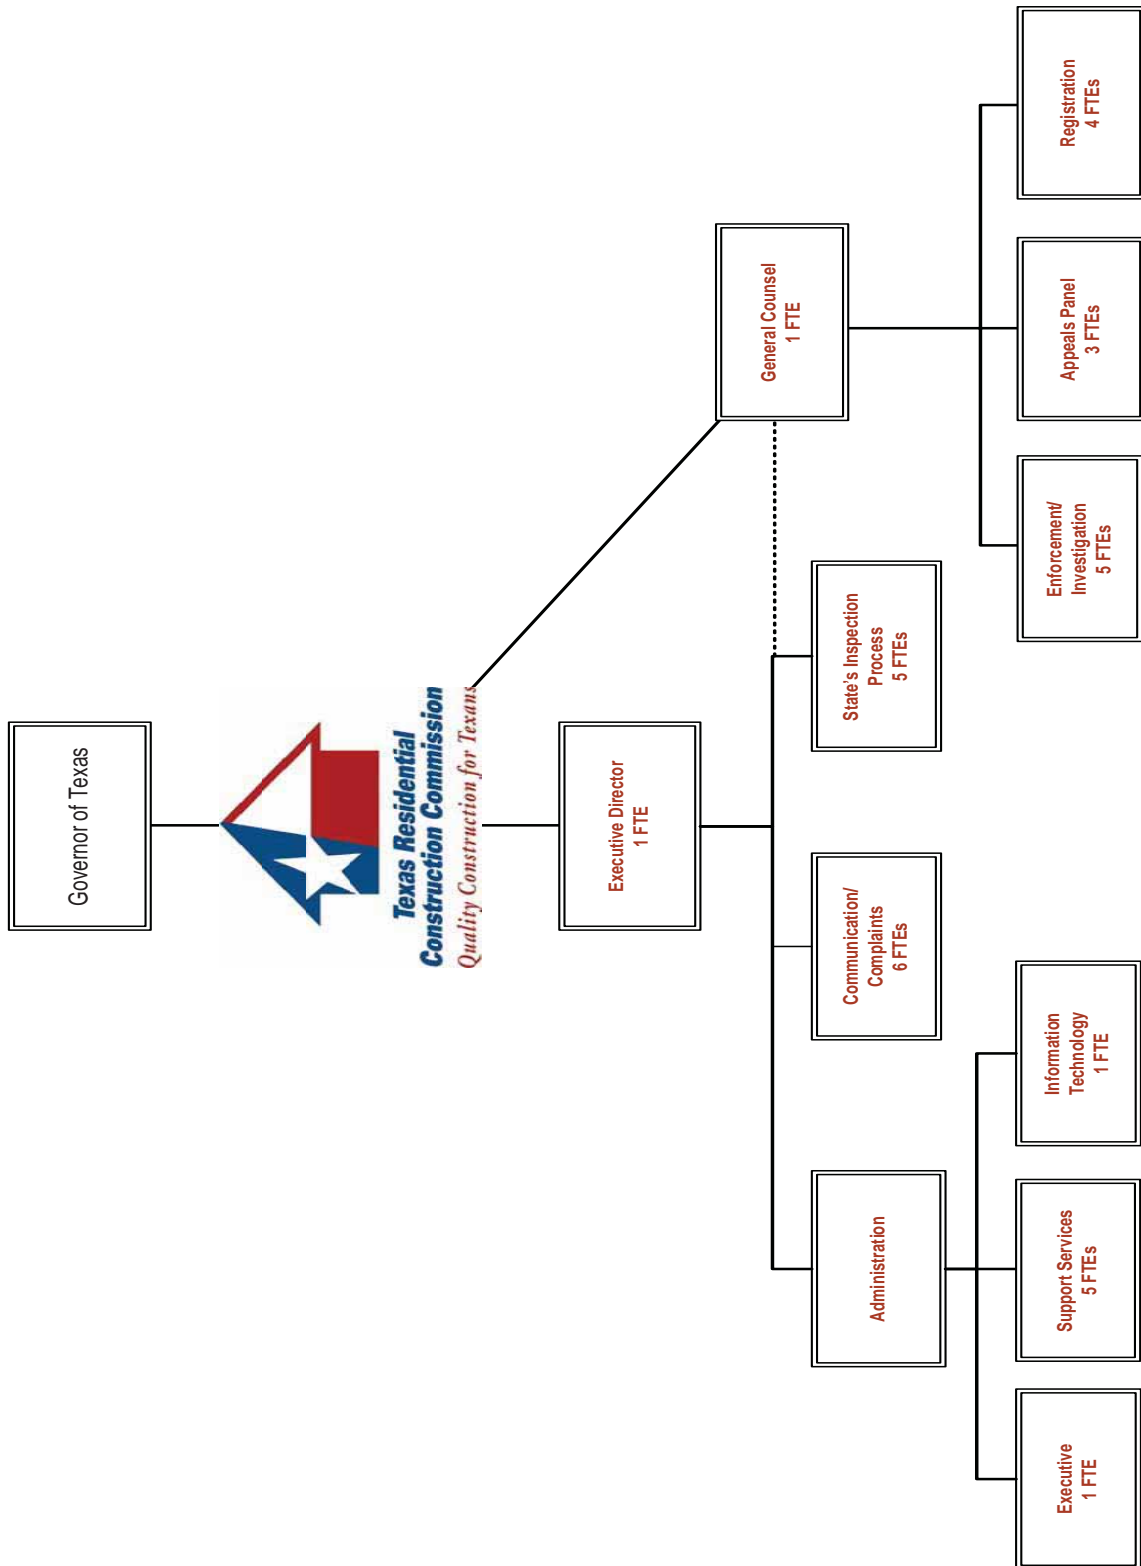 Governor of Texas
Texas Residential
Construction Commission
Quality Construction for Texans
Executive Director
1 FTE
General Counsel
1 FTE
Administration
Communication/
Complaints
6 FTEs
State's Inspection
Process
5 FTEs
Executive
1 FTE
Support Services
5 FTEs
Information
Technology
1 FTE
Enforcement/
Investigation
5 FTEs
Appeals Panel
3 FTEs
Registration
4 FTEs